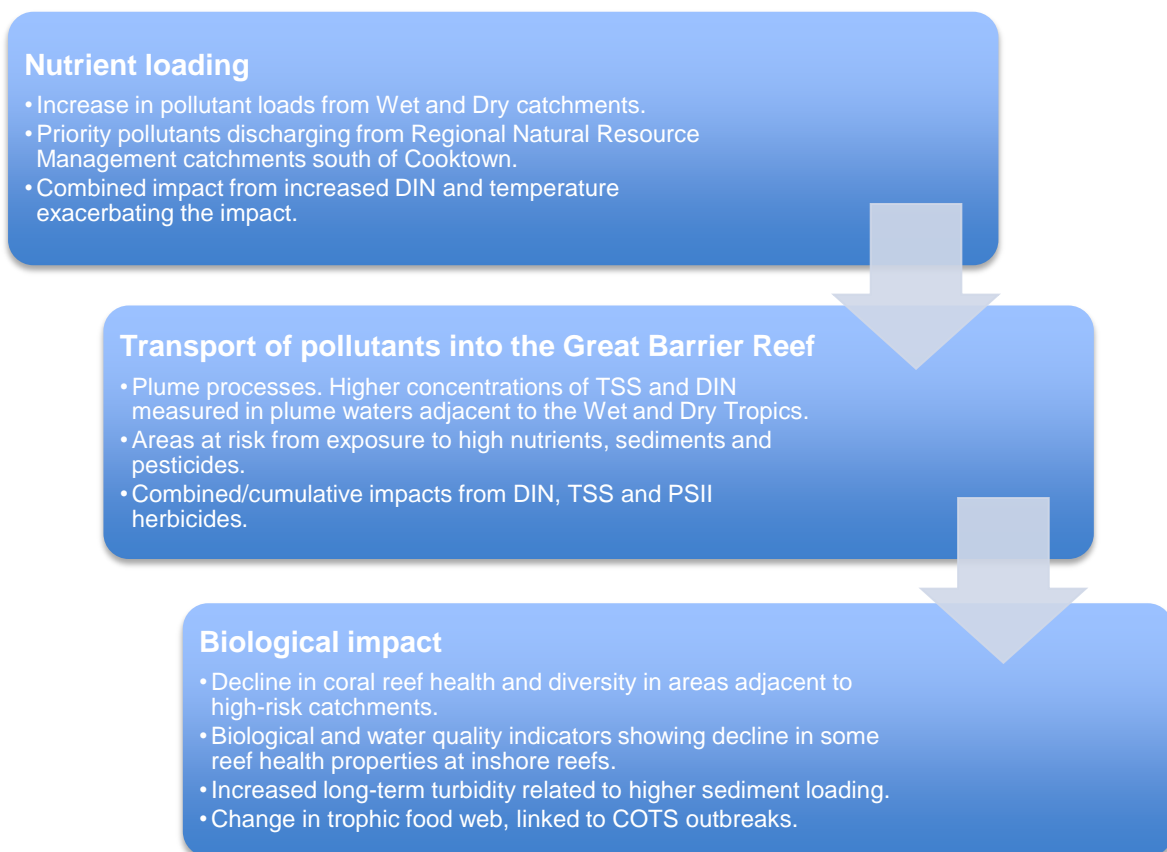 Nutrient loading
• Increase in pollutant loads from Wet and Dry catchments.
• Priority pollutants discharging from Regional Natural Resource
Management catchments south of Cooktown.
• Combined impact from increased DIN and temperature
exacerbating the impact.
Transport of pollutants into the Great Barrier Reef
• Plume processes. Higher concentrations of TSS and DIN
measured in plume waters adjacent to the Wet and Dry Tropics.
• Areas at risk from exposure to high nutrients, sediments and
pesticides.
• Combined/cumulative impacts from DIN, TSS and PSII
herbicides.
Biological impact
• Decline in coral reef health and diversity in areas adjacent to
high-risk catchments.
• Biological and water quality indicators showing decline in some
reef health properties at inshore reefs.
• Increased long-term turbidity related to higher sediment loading.
• Change in trophic food web, linked to COTS outbreaks.